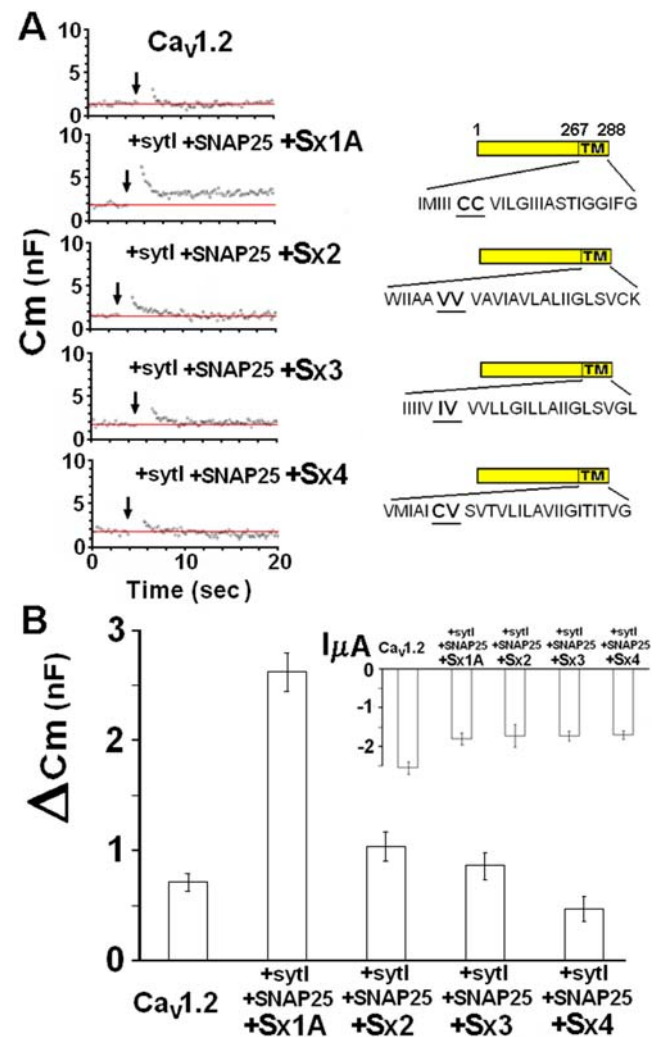 A
Cav1.2
10
5
0
+sytI +SNAP25 +Sx1A
10
5
0
+sytI +SNAP25 +Sx2
10
5
0
+sytI +SNAP25 +Sx3
10
5
0
+sytI +SNAP25 +Sx4
10
5
0
Cm (nF)
0 10 20
Time (sec)
1 267 288
TM
IMIII CC VILGIIIASTIGGIFG
TM
VVIIAA VV VAVIAVLALIIGLSVCK
TM
IIIIV IV VVLLGILLAIIGLSVGL
TM
VMIAI CV SVTVLILAVIIGITITVG
B
ΔCm (nF)
3
2
1
0
Cav1.2
+sytI +SNAP25 +Sx1A
+sytI +SNAP25 +Sx2
+sytI +SNAP25 +Sx3
+sytI +SNAP25 +Sx4
IμA
Cav1.2
+sytI +SNAP25 +Sx1A
+sytI +SNAP25 +Sx2
+sytI +SNAP25 +Sx3
+sytI +SNAP25 +Sx4
0
-1
-2